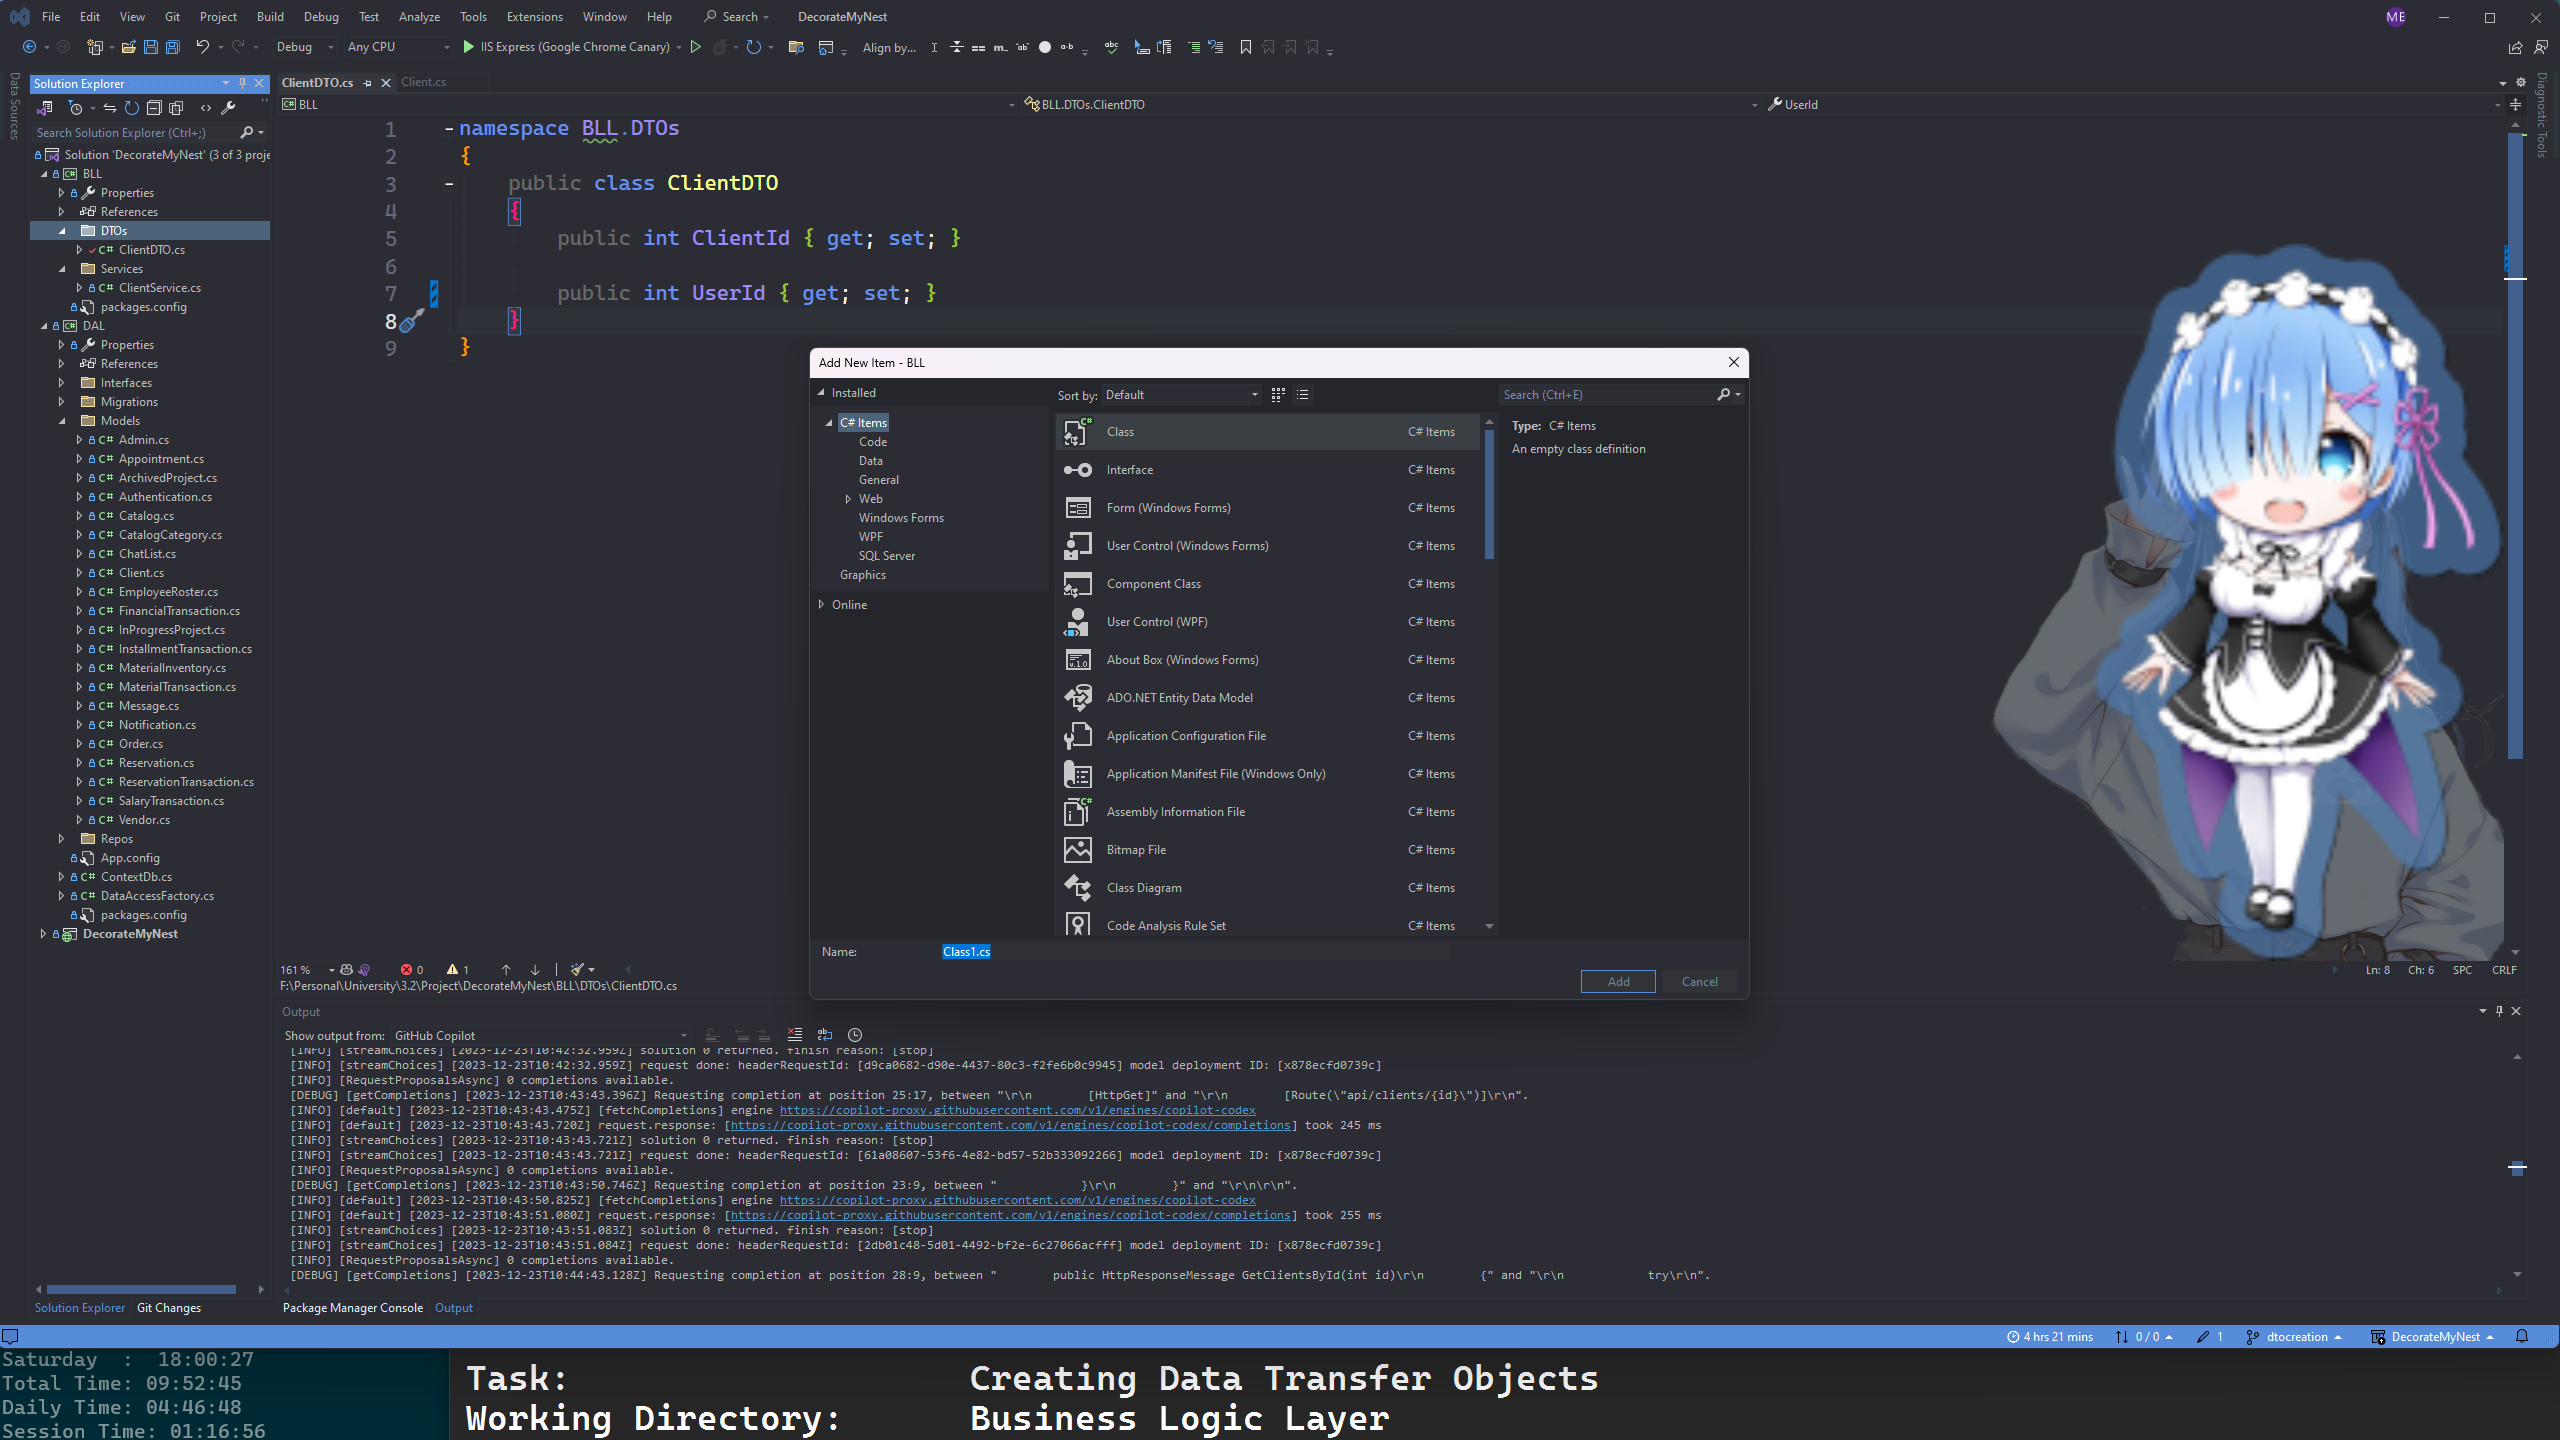 File Edit View Git Project Build Debug Test Analyze Tools Extensions Window Help Search DecorateMyNest ME
Debug Any CPU IIS Express (Google Chrome Canary) Align by...
Data Sources
Solution Explorer
Search Solution Explorer (Ctrl+;)
Solution 'DecorateMyNest' (3 of 3 proje
BLL
Properties
References
DTOs
ClientDTO.cs
Services
ClientService.cs
packages.config
DAL
Properties
References
Interfaces
Migrations
Models
Admin.cs
Appointment.cs
ArchivedProject.cs
Authentication.cs
Catalog.cs
CatalogCategory.cs
ChatList.cs
Client.cs
EmployeeRoster.cs
FinancialTransaction.cs
InProgressProject.cs
InstallmentTransaction.cs
MaterialInventory.cs
MaterialTransaction.cs
Message.cs
Notification.cs
Order.cs
Reservation.cs
ReservationTransaction.cs
SalaryTransaction.cs
Vendor.cs
Repos
App.config
ContextDb.cs
DataAccessFactory.cs
packages.config
DecorateMyNest
Solution Explorer Git Changes
ClientDTO.cs Client.cs
BLL BLL.DTOs.ClientDTO UserId
Diagnostic Tools
1 namespace BLL.DTOs
2 {
3 public class ClientDTO
4 {
5 public int ClientId { get; set; }
6
7 public int UserId { get; set; }
8 }
9 }
Add New Item - BLL
Installed
C# Items
Code
Data
General
Web
Windows Forms
WPF
SQL Server
Graphics
Online
Sort by: Default
Search (Ctrl+E)
Class C# Items
Interface C# Items
Form (Windows Forms) C# Items
User Control (Windows Forms) C# Items
Component Class C# Items
User Control (WPF) C# Items
About Box (Windows Forms) C# Items
ADO.NET Entity Data Model C# Items
Application Configuration File C# Items
Application Manifest File (Windows Only) C# Items
Assembly Information File C# Items
Bitmap File C# Items
Class Diagram C# Items
Code Analysis Rule Set C# Items
Type: C# Items
An empty class definition
Name: Class1.cs
Add Cancel
161 % 0 1 Ln: 8 Ch: 6 SPC CRLF
F:\Personal\University\3.2\Project\DecorateMyNest\BLL\DTOs\ClientDTO.cs
Output
Show output from: GitHub Copilot
[INFO] [streamChoices] [2023-12-23T10:42:32.959Z] solution 0 returned. finish reason: [stop]
[INFO] [streamChoices] [2023-12-23T10:42:32.959Z] request done: headerRequestId: [d9ca0682-d90e-4437-80c3-f2fe6b0c9945] model deployment ID: [x878ecfd0739c]
[INFO] [RequestProposalsAsync] 0 completions available.
[DEBUG] [getCompletions] [2023-12-23T10:43:43.396Z] Requesting completion at position 25:17, between "\r\n        [HttpGet]" and "\r\n        [Route(\"api/clients/{id}\")]\r\n".
[INFO] [default] [2023-12-23T10:43:43.475Z] [fetchCompletions] engine https://copilot-proxy.githubusercontent.com/v1/engines/copilot-codex
[INFO] [default] [2023-12-23T10:43:43.720Z] request.response: [https://copilot-proxy.githubusercontent.com/v1/engines/copilot-codex/completions] took 245 ms
[INFO] [streamChoices] [2023-12-23T10:43:43.721Z] solution 0 returned. finish reason: [stop]
[INFO] [streamChoices] [2023-12-23T10:43:43.721Z] request done: headerRequestId: [61a08607-53f6-4e82-bd57-52b333092266] model deployment ID: [x878ecfd0739c]
[INFO] [RequestProposalsAsync] 0 completions available.
[DEBUG] [getCompletions] [2023-12-23T10:43:50.746Z] Requesting completion at position 23:9, between "            }\r\n        }" and "\r\n\r\n".
[INFO] [default] [2023-12-23T10:43:50.825Z] [fetchCompletions] engine https://copilot-proxy.githubusercontent.com/v1/engines/copilot-codex
[INFO] [default] [2023-12-23T10:43:51.080Z] request.response: [https://copilot-proxy.githubusercontent.com/v1/engines/copilot-codex/completions] took 255 ms
[INFO] [streamChoices] [2023-12-23T10:43:51.083Z] solution 0 returned. finish reason: [stop]
[INFO] [streamChoices] [2023-12-23T10:43:51.084Z] request done: headerRequestId: [2db01c48-5d01-4492-bf2e-6c27066acfff] model deployment ID: [x878ecfd0739c]
[INFO] [RequestProposalsAsync] 0 completions available.
[DEBUG] [getCompletions] [2023-12-23T10:44:43.128Z] Requesting completion at position 28:9, between "        public HttpResponseMessage GetClientsById(int id)\r\n        {" and "\r\n            try\r\n".
Package Manager Console Output
4 hrs 21 mins 0 / 0 1 dtocreation DecorateMyNest
Saturday : 18:00:27
Total Time: 09:52:45
Daily Time: 04:46:48
Session Time: 01:16:56
Task: Creating Data Transfer Objects
Working Directory: Business Logic Layer